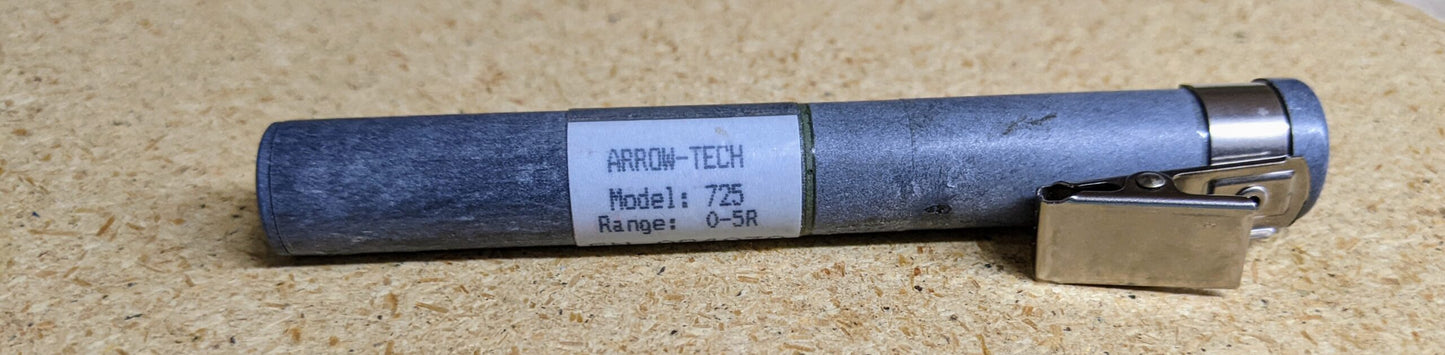 ARROW-TECH
Model: 725
Range: 0-5R